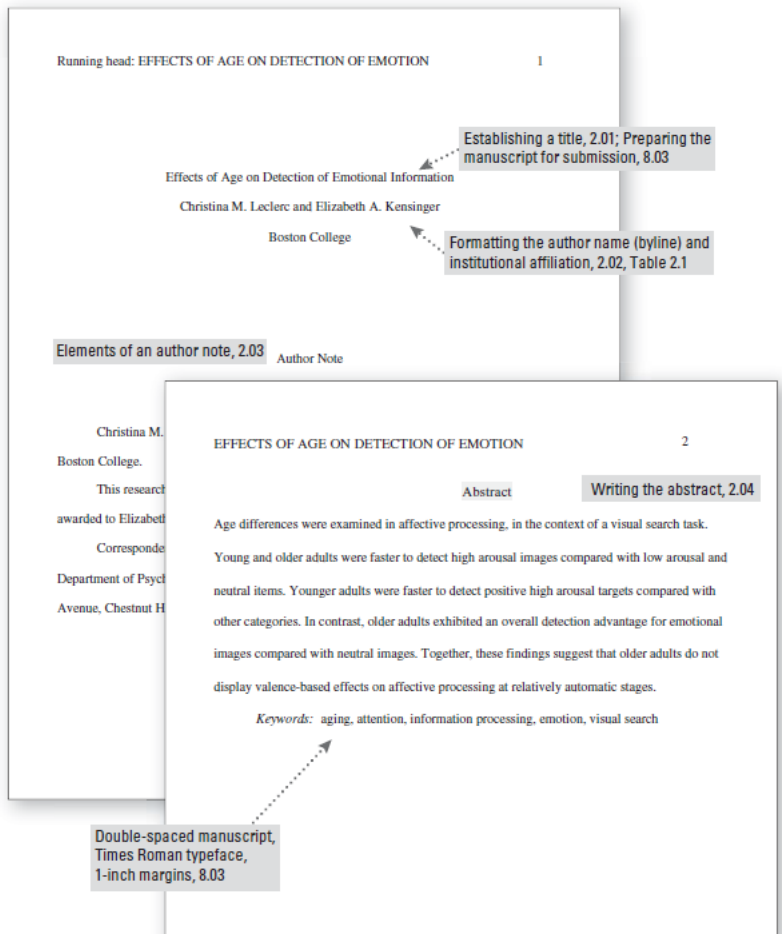 Running head: EFFECTS OF AGE ON DETECTION OF EMOTION 1
Establishing a title, 2.01; Preparing the
manuscript for submission, 8.03
Effects of Age on Detection of Emotional Information
Christina M. Leclerc and Elizabeth A. Kensinger
Boston College
Formatting the author name (byline) and
institutional affiliation, 2.02, Table 2.1
Elements of an author note, 2.03
Author Note
Christina M.
Boston College.
This research
awarded to Elizabeth
Corresponde
Department of Psych
Avenue, Chestnut H
EFFECTS OF AGE ON DETECTION OF EMOTION 2
Abstract
Writing the abstract, 2.04
Age differences were examined in affective processing, in the context of a visual search task.
Young and older adults were faster to detect high arousal images compared with low arousal and
neutral items. Younger adults were faster to detect positive high arousal targets compared with
other categories. In contrast, older adults exhibited an overall detection advantage for emotional
images compared with neutral images. Together, these findings suggest that older adults do not
display valence-based effects on affective processing at relatively automatic stages.
Keywords: aging, attention, information processing, emotion, visual search
Double-spaced manuscript,
Times Roman typeface,
1-inch margins, 8.03